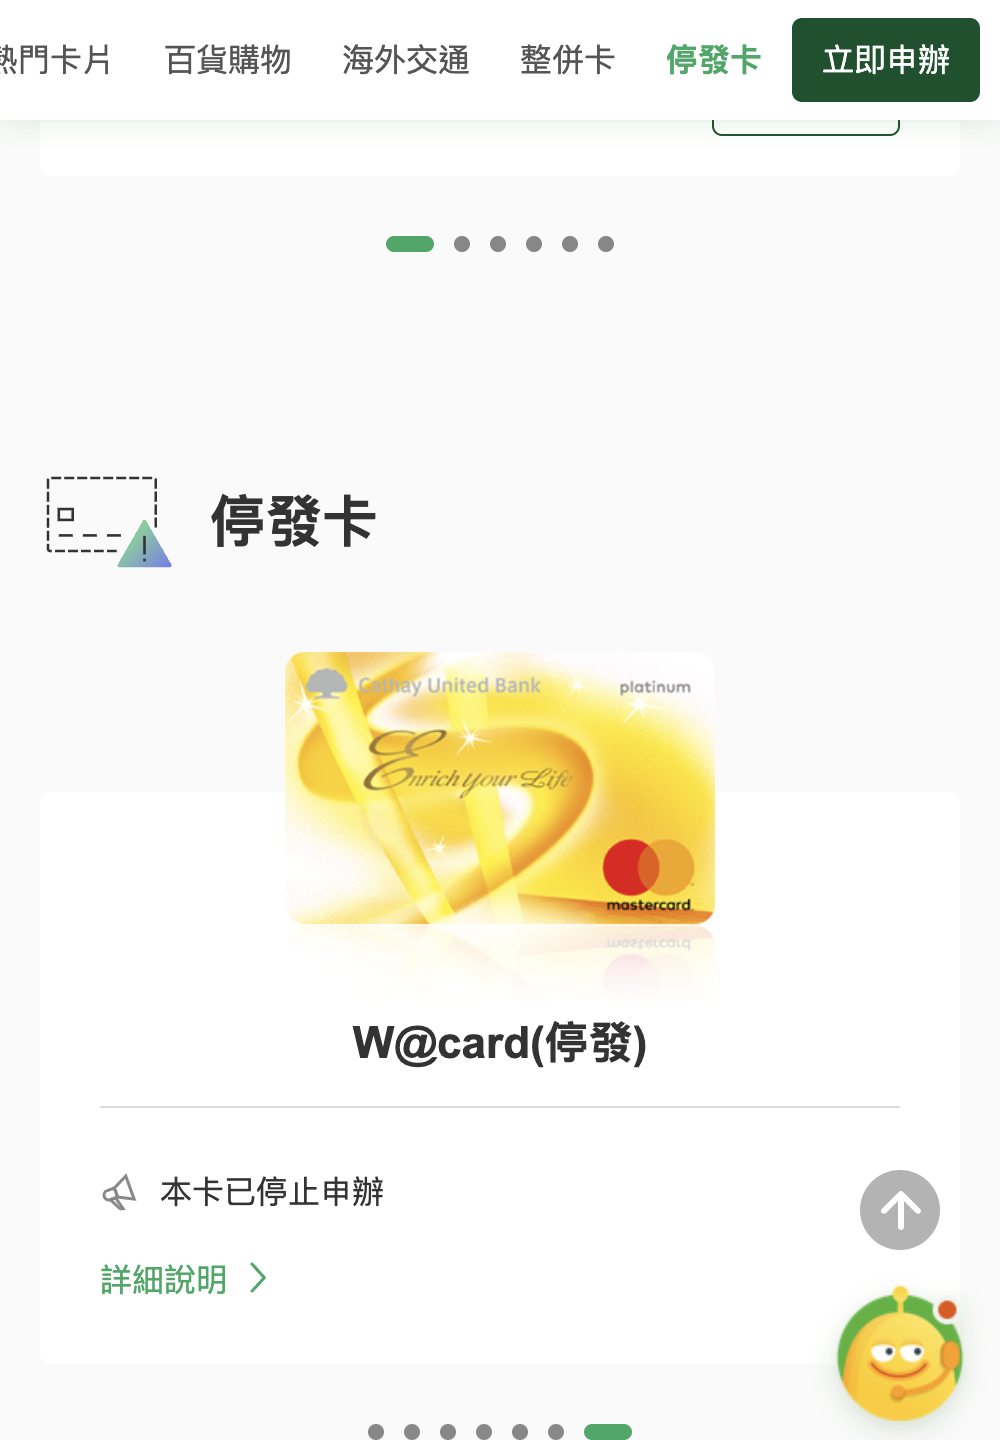 熱門卡片 百貨購物 海外交通 整併卡 停發卡 立即申辦
停發卡
Cathay United Bank platinum
Enrich your Life
mastercard
W@card(停發)
本卡已停止申辦
詳細說明